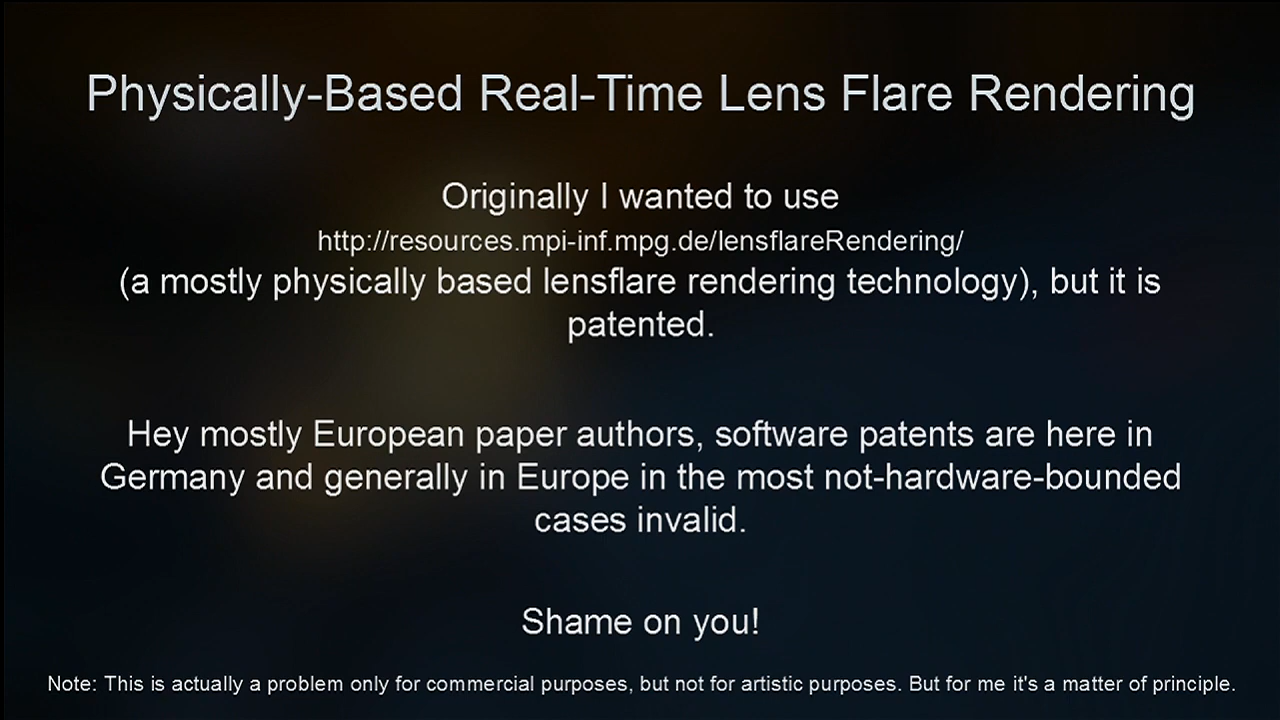 Physically-Based Real-Time Lens Flare Rendering
Originally I wanted to use
http://resources.mpi-inf.mpg.de/lensflareRendering/
(a mostly physically based lensflare rendering technology), but it is
patented.
Hey mostly European paper authors, software patents are here in
Germany and generally in Europe in the most not-hardware-bounded
cases invalid.
Shame on you!
Note: This is actually a problem only for commercial purposes, but not for artistic purposes. But for me it's a matter of principle.